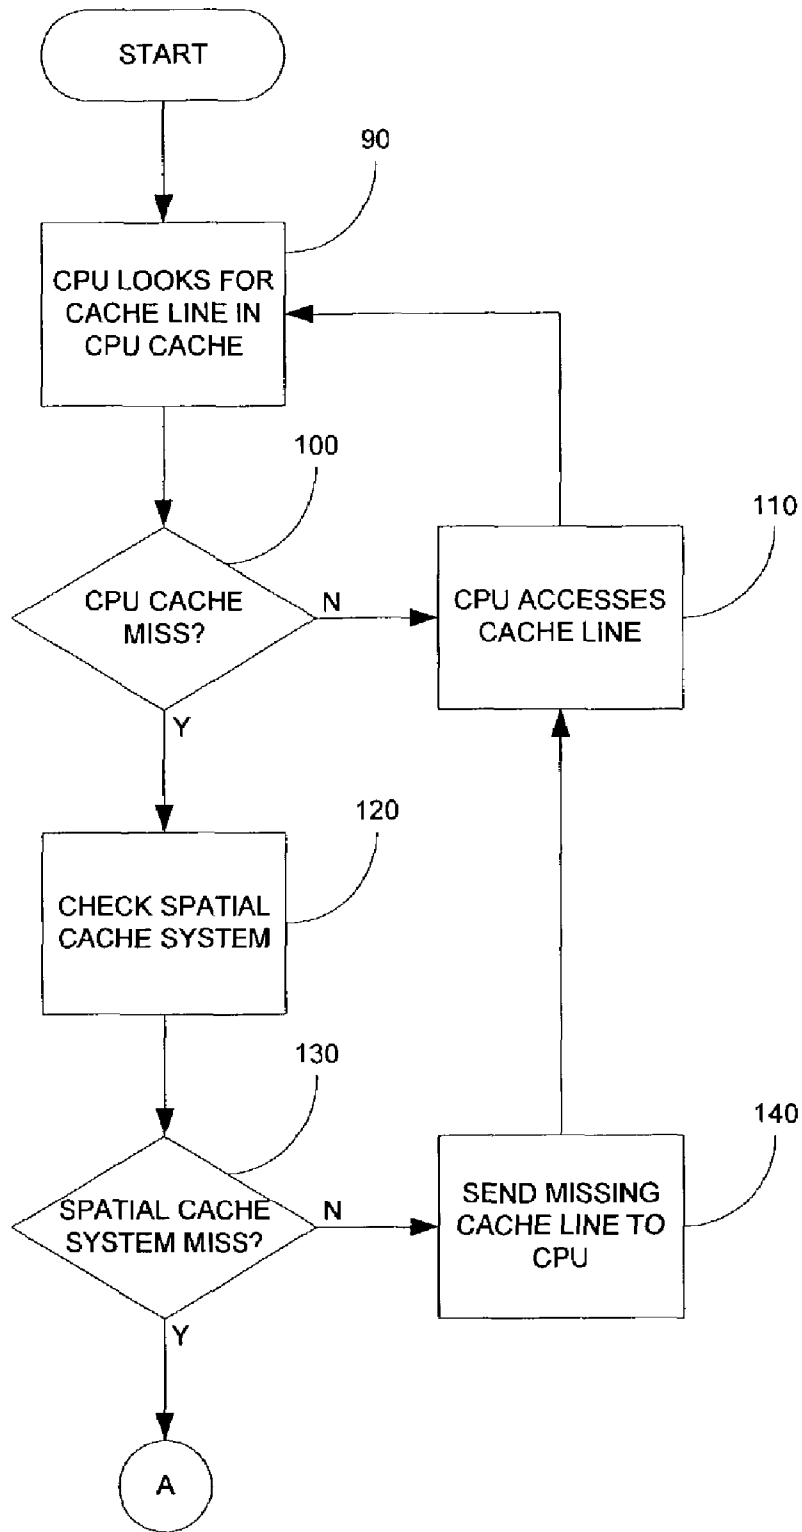 START
90
CPU LOOKS FOR
CACHE LINE IN
CPU CACHE
100
110
CPU CACHE
MISS?
N
CPU ACCESSES
CACHE LINE
Y
120
CHECK SPATIAL
CACHE SYSTEM
130
140
SPATIAL CACHE
SYSTEM MISS?
N
SEND MISSING
CACHE LINE TO
CPU
Y
A